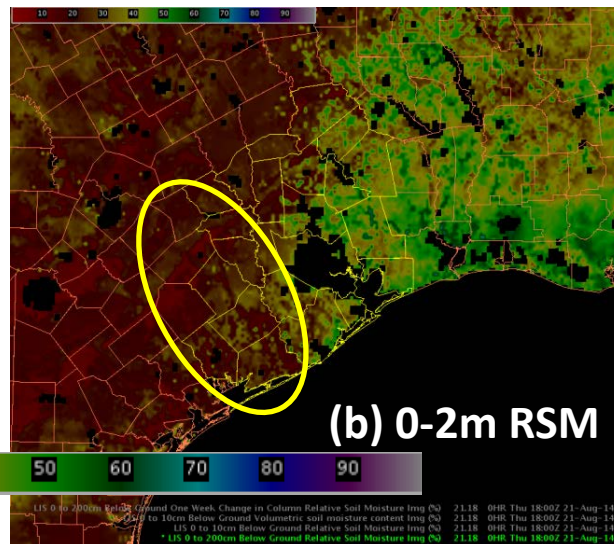 10 20 30 40 50 60 70 80 90
(b) 0-2m RSM
50 60 70 80 90
LIS 0 to 200cm Below Ground One Week Change in Column Relative Soil Moisture Img (%) 21.18 0HR Thu 18:00Z 21-Aug-14
LIS 0 to 10cm Below Ground Volumetric soil moisture content Img (%) 21.18 0HR Thu 18:00Z 21-Aug-14
LIS 0 to 10cm Below Ground Relative Soil Moisture Img (%) 21.18 0HR Thu 18:00Z 21-Aug-14
* LIS 0 to 200cm Below Ground Relative Soil Moisture Img (%) 21.18 0HR Thu 18:00Z 21-Aug-14